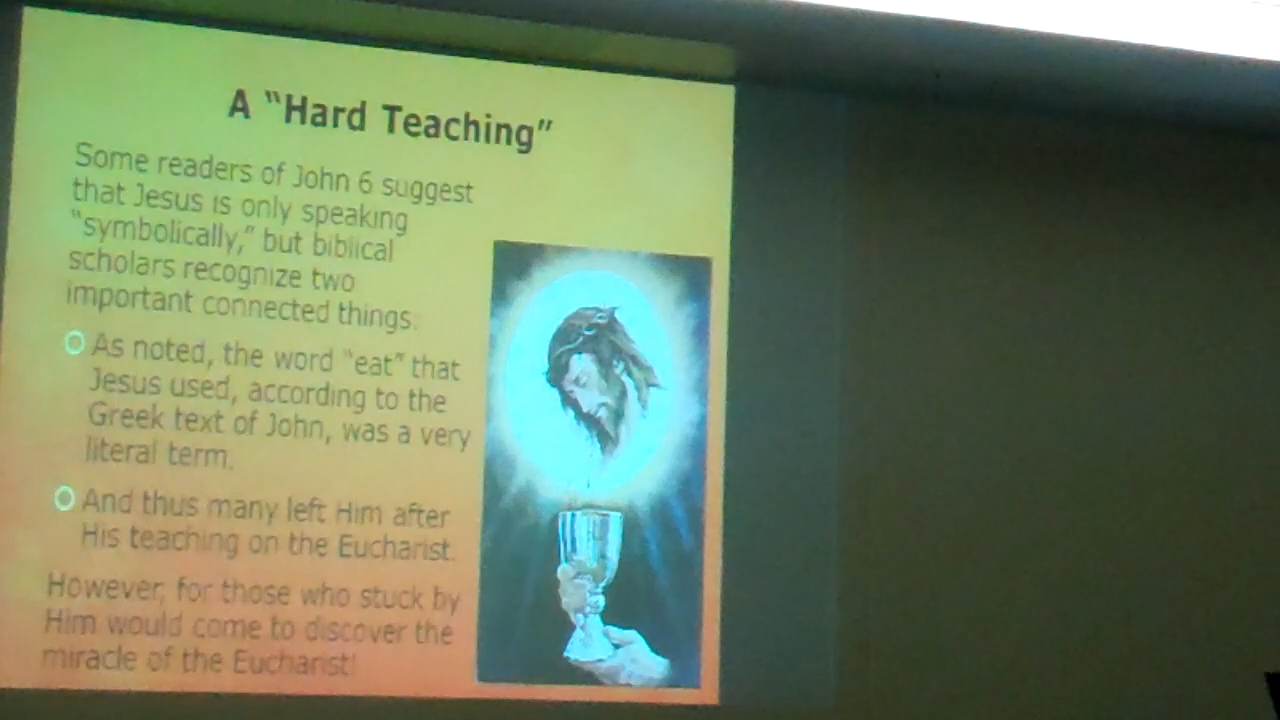 A “Hard Teaching”
Some readers of John 6 suggest
that Jesus is only speaking
“symbolically,” but biblical
scholars recognize two
important connected things.
As noted, the word “eat” that
Jesus used, according to the
Greek text of John, was a very
literal term.
And thus many left Him after
His teaching on the Eucharist.
However, for those who stuck by
Him would come to discover the
miracle of the Eucharist!